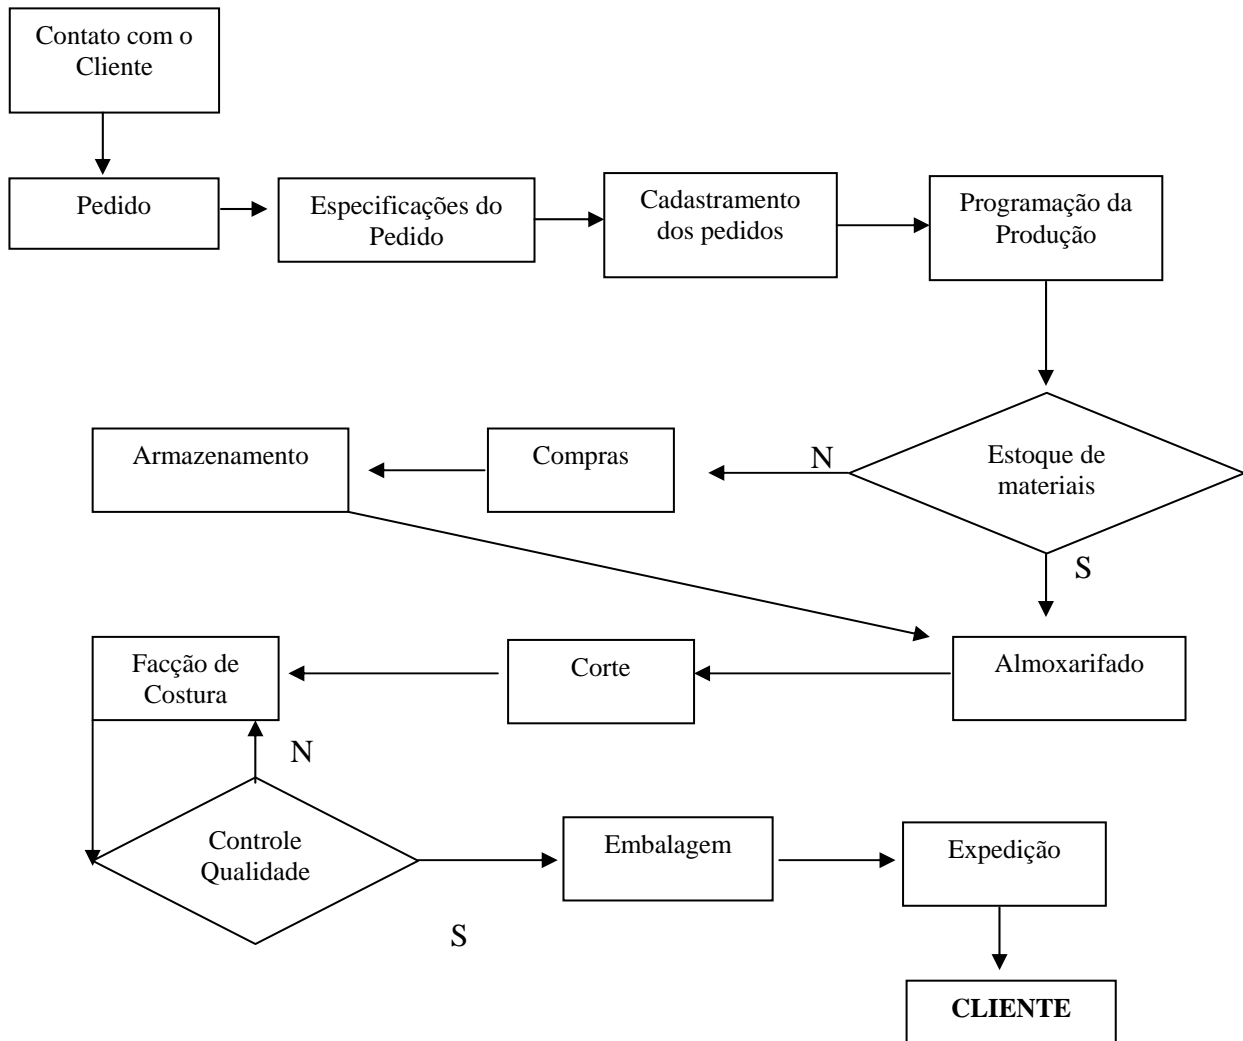 Contato com o
Cliente
Pedido
Especificações do
Pedido
Cadastramento
dos pedidos
Programação da
Produção
Armazenamento
Compras
N
Estoque de
materiais
S
Facção de
Costura
Corte
Almoxarifado
N
Controle
Qualidade
S
Embalagem
Expedição
CLIENTE